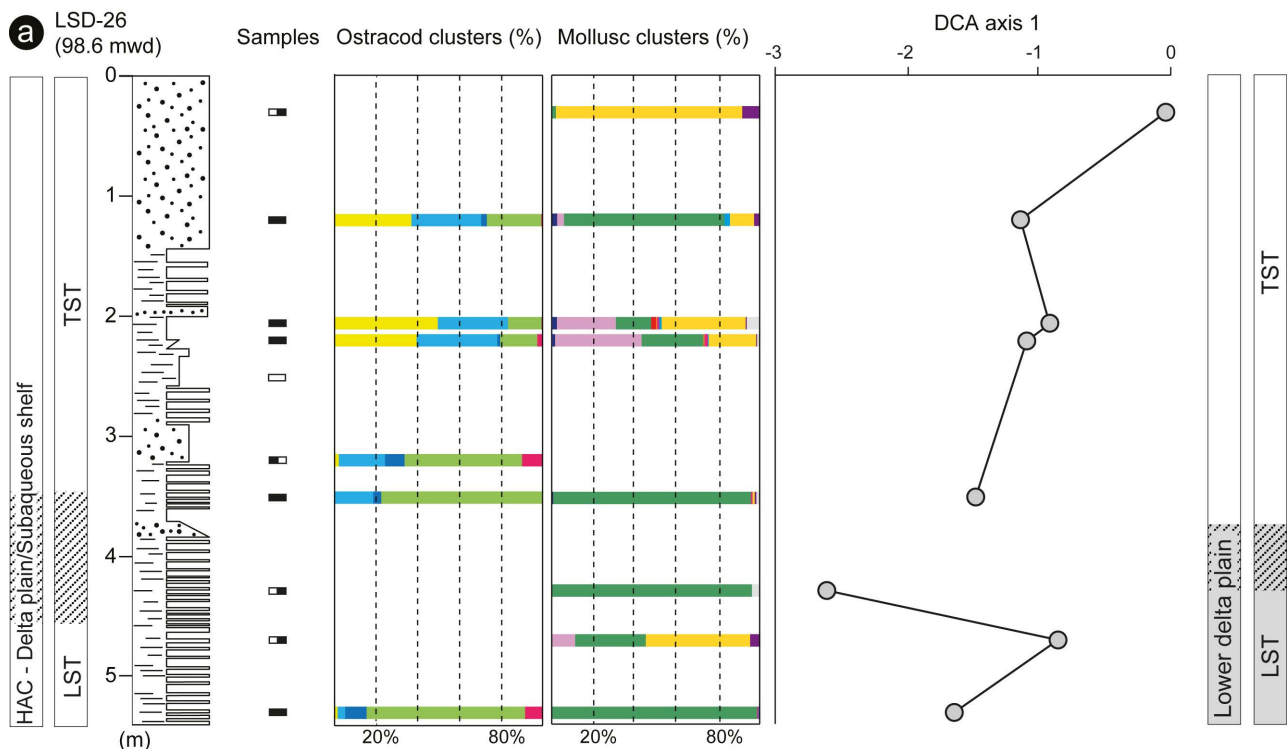 a
LSD-26
(98.6 mwd)
Samples
Ostracod clusters (%)
Mollusc clusters (%)
DCA axis 1
-3
-2
-1
0
0
1
2
3
4
5
(m)
HAC - Delta plain/Subaqueous shelf
TST
LST
20%
80%
20%
80%
Lower delta plain
TST
LST